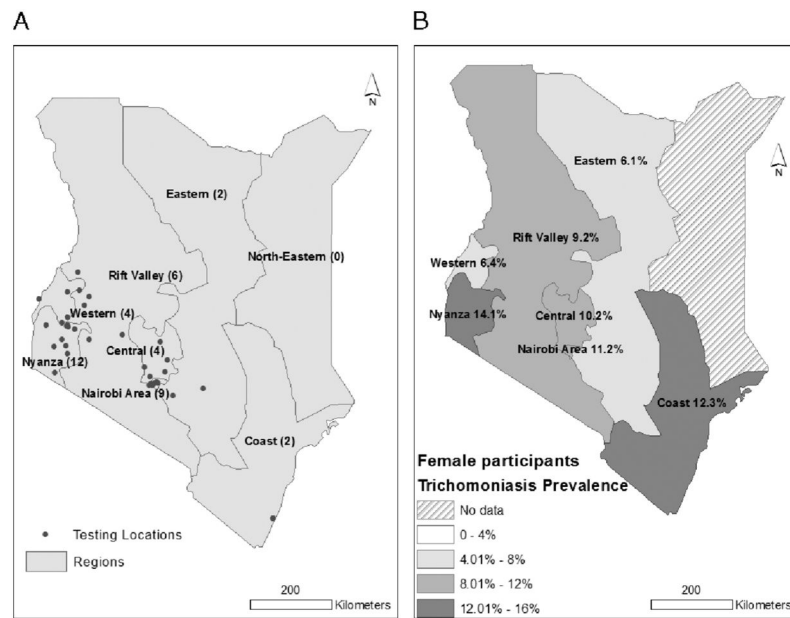 A
N
Eastern (2)
North-Eastern (0)
Rift Valley (6)
Western (4)
Central (4)
Nyanza (12)
Nairobi Area (9)
Coast (2)
Testing Locations
Regions
200
Kilometers
B
N
Eastern 6.1%
Rift Valley 9.2%
Western 6.4%
Nyanza 14.1%
Central 10.2%
Nairobi Area 11.2%
Coast 12.3%
Female participants
Trichomoniasis Prevalence
No data
0 - 4%
4.01% - 8%
8.01% - 12%
12.01% - 16%
200
Kilometers